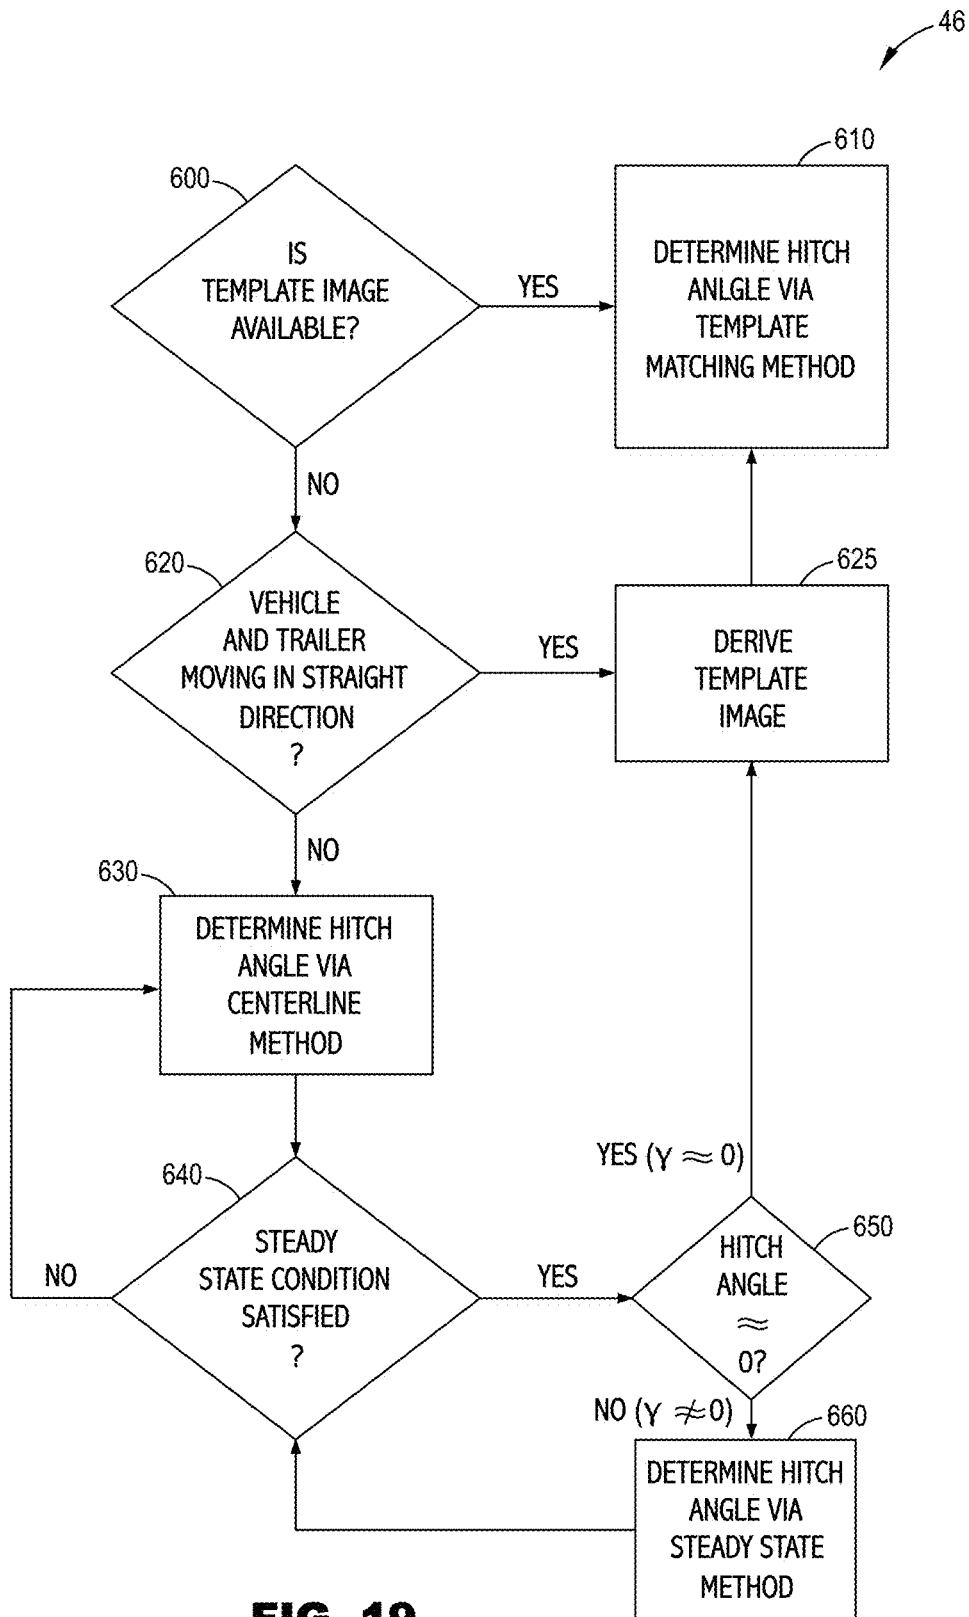 46
600
IS
TEMPLATE IMAGE
AVAILABLE?
YES
610
DETERMINE HITCH
ANLGLE VIA
TEMPLATE
MATCHING METHOD
NO
620
VEHICLE
AND TRAILER
MOVING IN STRAIGHT
DIRECTION
?
YES
625
DERIVE
TEMPLATE
IMAGE
NO
630
DETERMINE HITCH
ANGLE VIA
CENTERLINE
METHOD
640
STEADY
STATE CONDITION
SATISFIED
?
NO
YES
YES (γ ≈ 0)
650
HITCH
ANGLE
≈
0?
NO (γ ≉ 0)
660
DETERMINE HITCH
ANGLE VIA
STEADY STATE
METHOD
FIG. 19